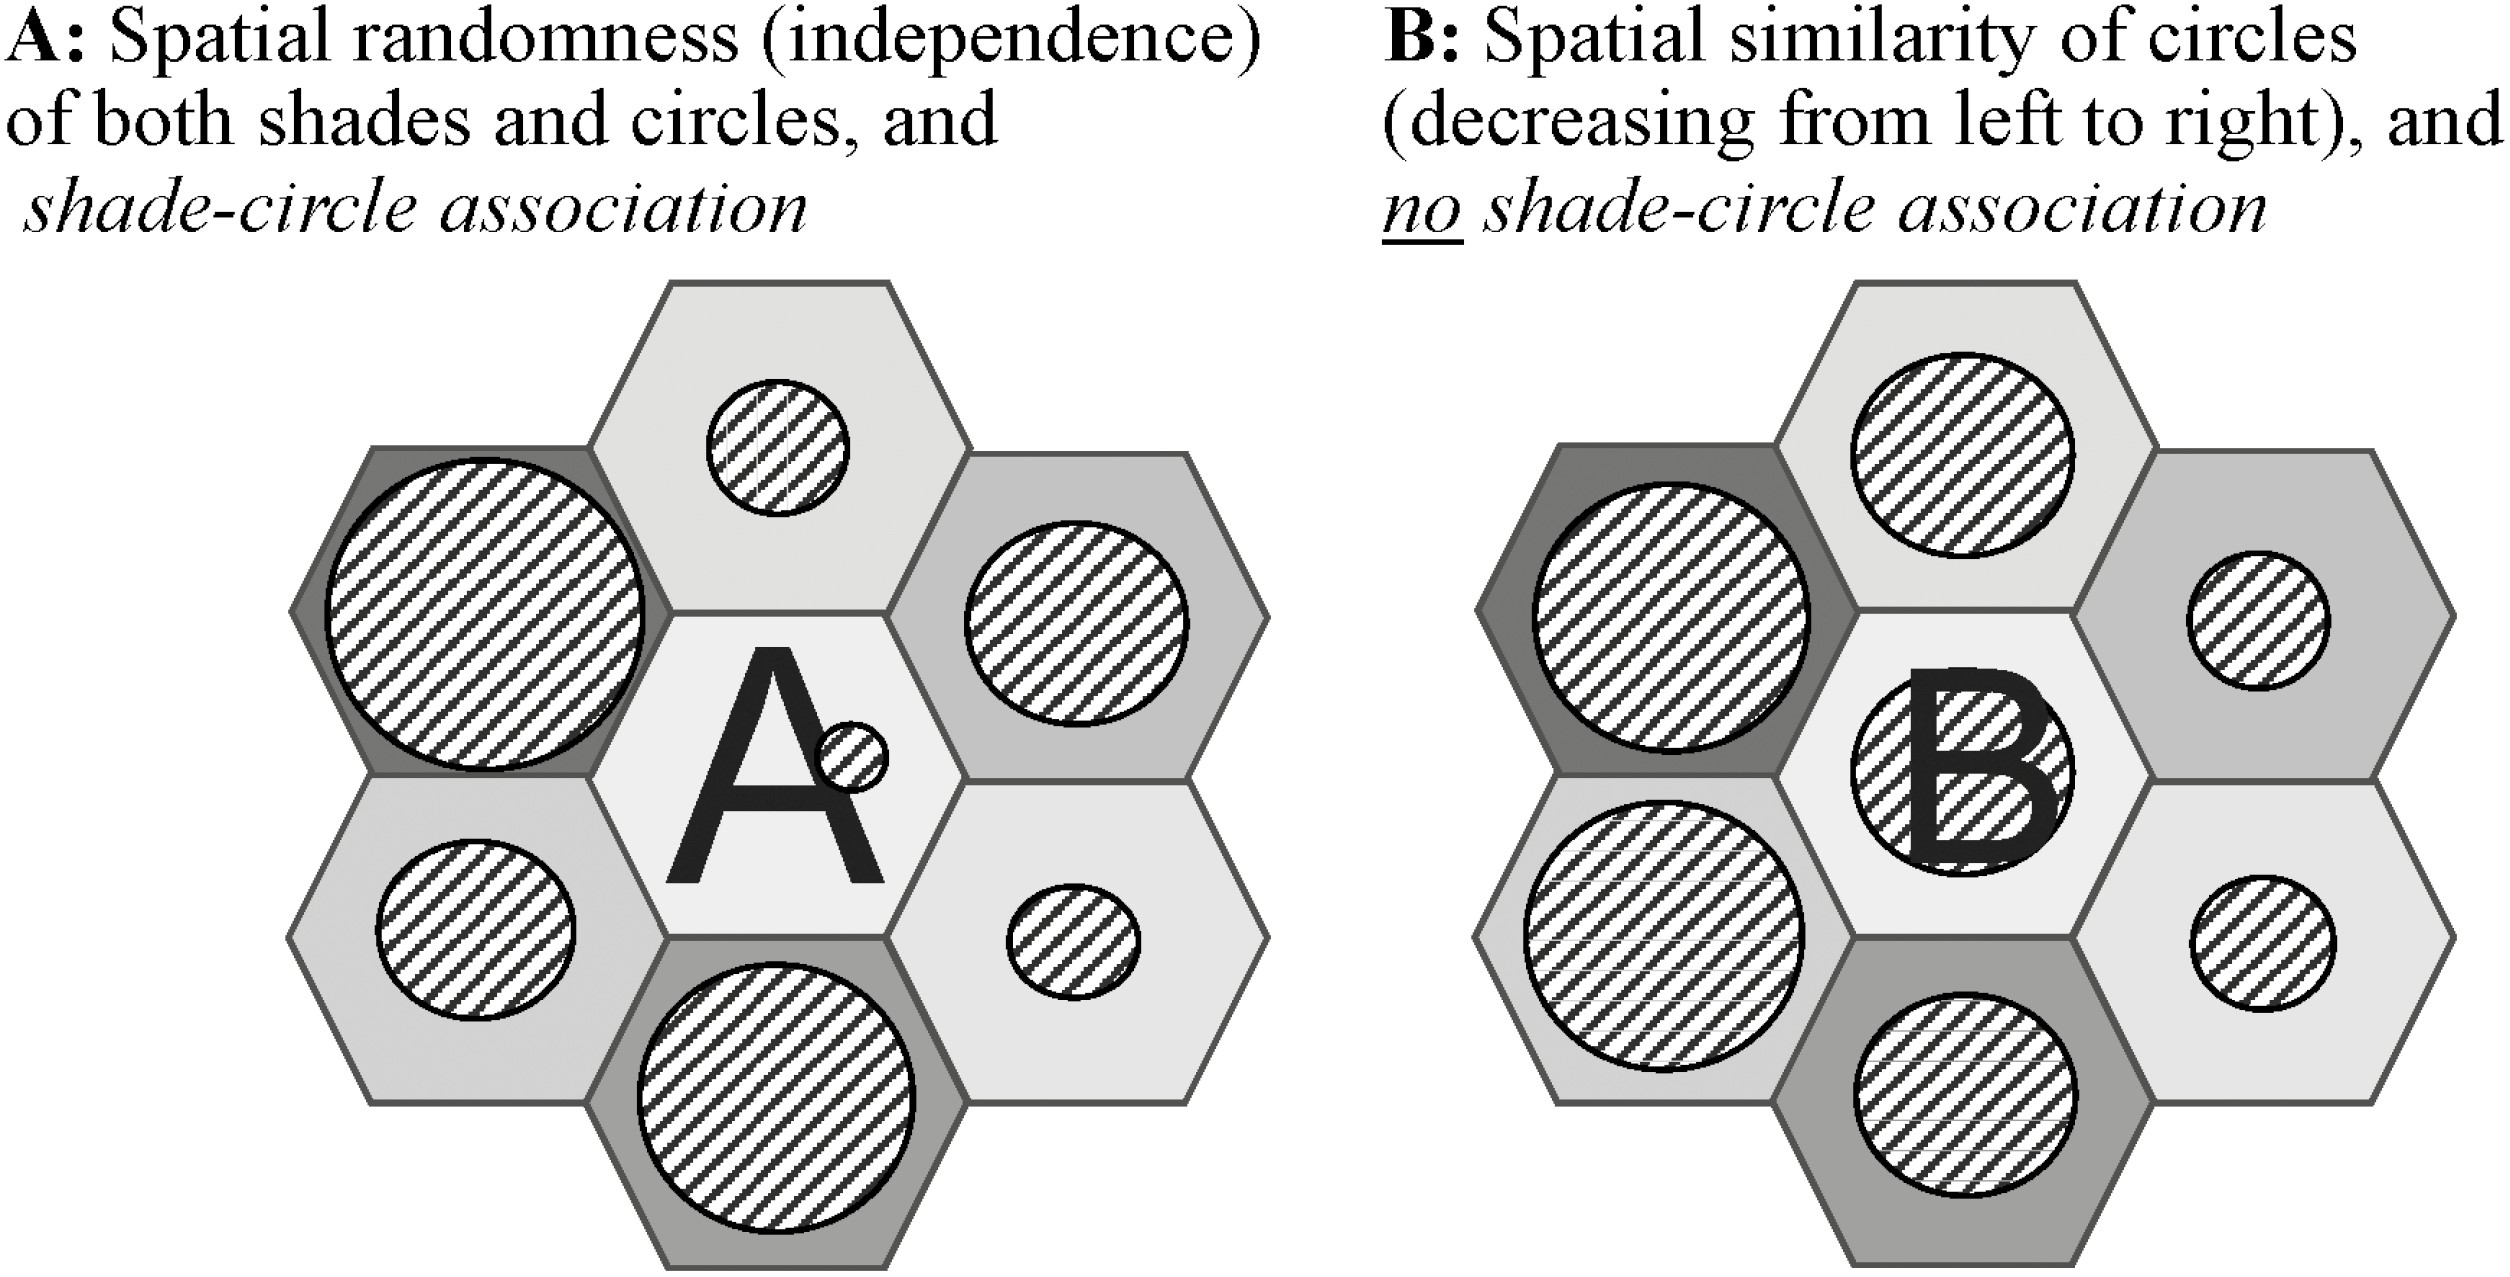 A: Spatial randomness (independence)
of both shades and circles, and
shade-circle association
B: Spatial similarity of circles
(decreasing from left to right), and
no shade-circle association
A
B